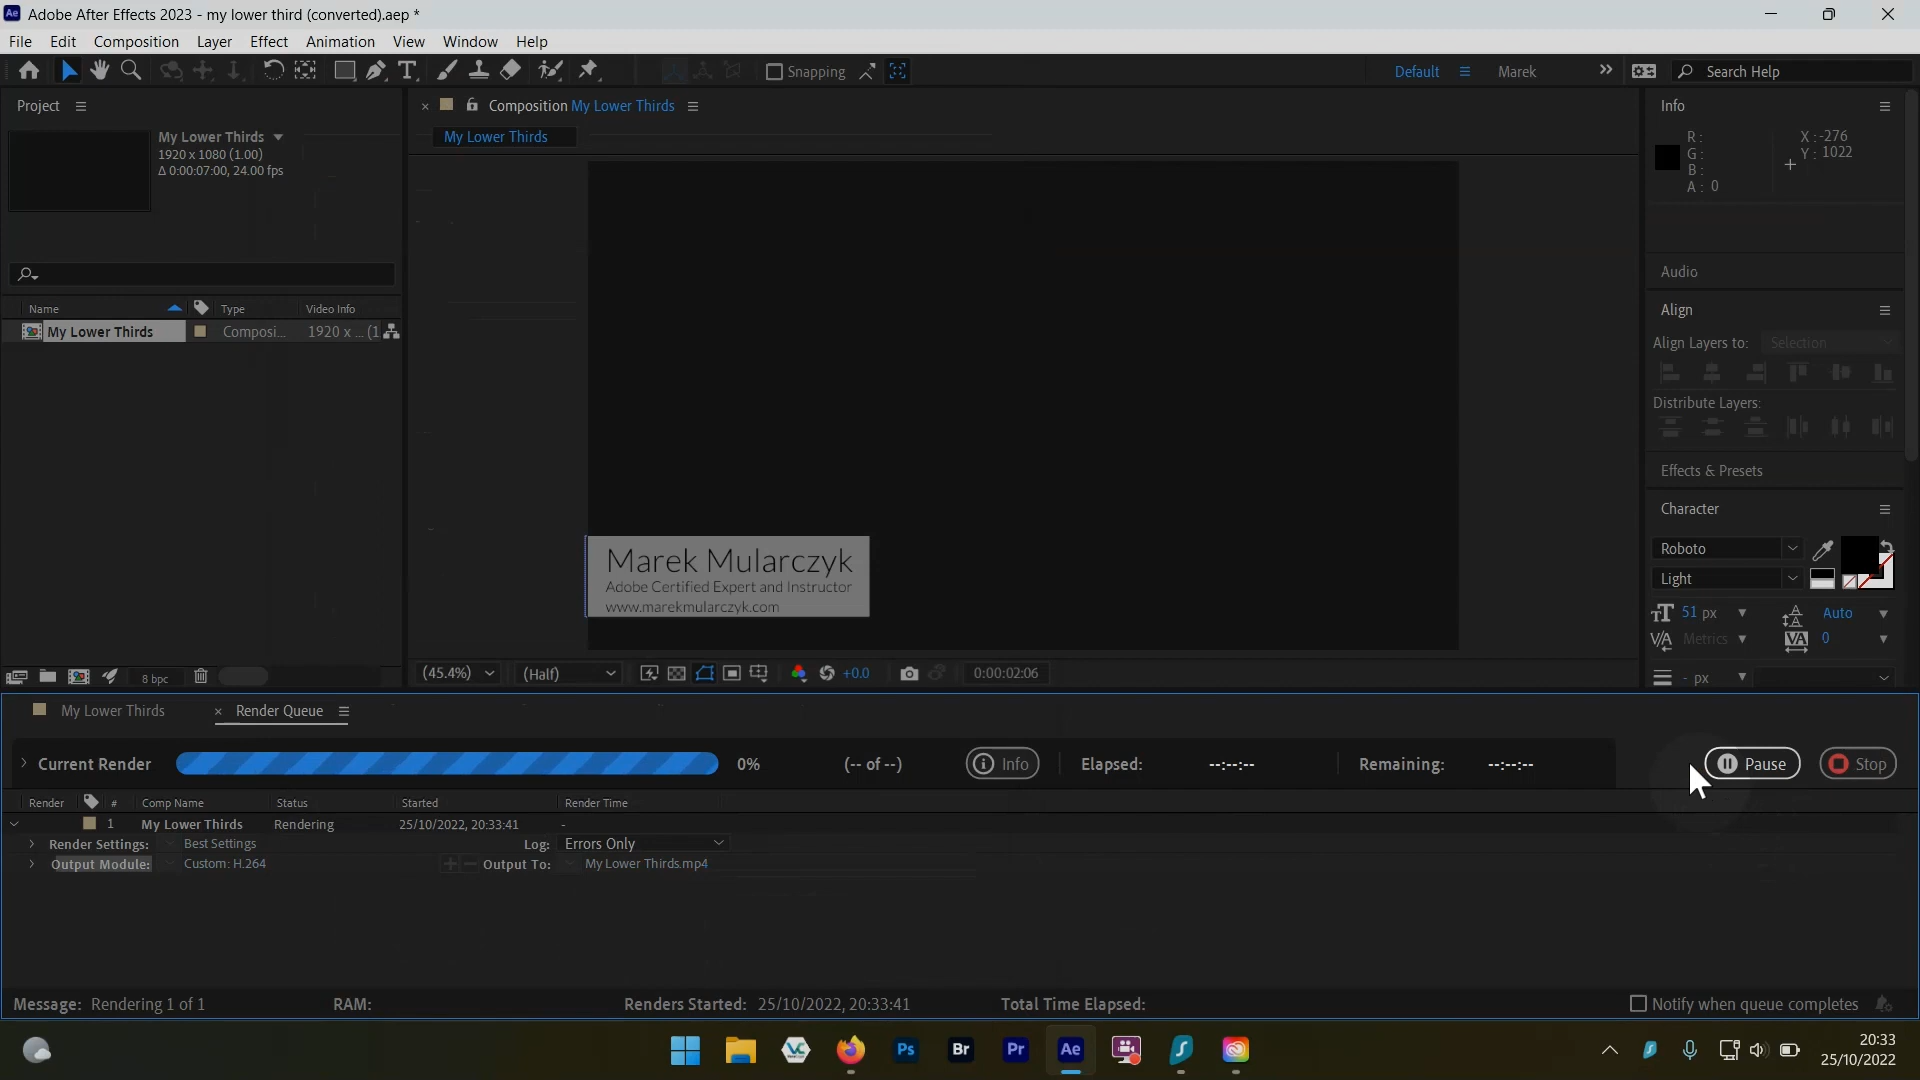 Adobe After Effects 2023 - my lower third (converted).aep *
File Edit Composition Layer Effect Animation View Window Help
Snapping Default Marek Search Help
Project
My Lower Thirds
1920 x 1080 (1.00)
Δ 0:00:07:00, 24.00 fps
Name Type Video Info
My Lower Thirds Composi... 1920 x ... (1
8 bpc
Composition My Lower Thirds
My Lower Thirds
Marek Mularczyk
Adobe Certified Expert and Instructor
www.marekmularczyk.com
(45.4%) (Half) +0.0 0:00:02:06
Info
R :
G :
B :
A : 0
X : -276
Y : 1022
Audio
Align
Align Layers to: Selection
Distribute Layers:
Effects & Presets
Character
Roboto
Light
51 px Auto
Metrics 0
- px
My Lower Thirds Render Queue
Current Render 0% (-- of --) Info Elapsed: --:--:-- Remaining: --:--:-- Pause Stop
Render # Comp Name Status Started Render Time
1 My Lower Thirds Rendering 25/10/2022, 20:33:41 -
Render Settings: Best Settings Log: Errors Only
Output Module: Custom: H.264 Output To: My Lower Thirds.mp4
Message: Rendering 1 of 1 RAM: Renders Started: 25/10/2022, 20:33:41 Total Time Elapsed: Notify when queue completes
Ps Br Pr Ae
20:33
25/10/2022